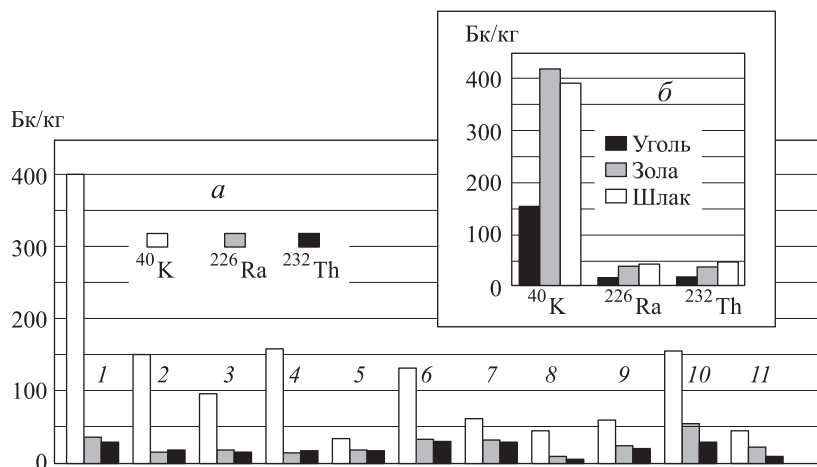 Бк/кг
400
300
200
100
0
а
⁴⁰K ²²⁶Ra ²³²Th
1 2 3 4 5 6 7 8 9 10 11
Бк/кг
400
300
200
100
0
б
Уголь
Зола
Шлак
⁴⁰K ²²⁶Ra ²³²Th